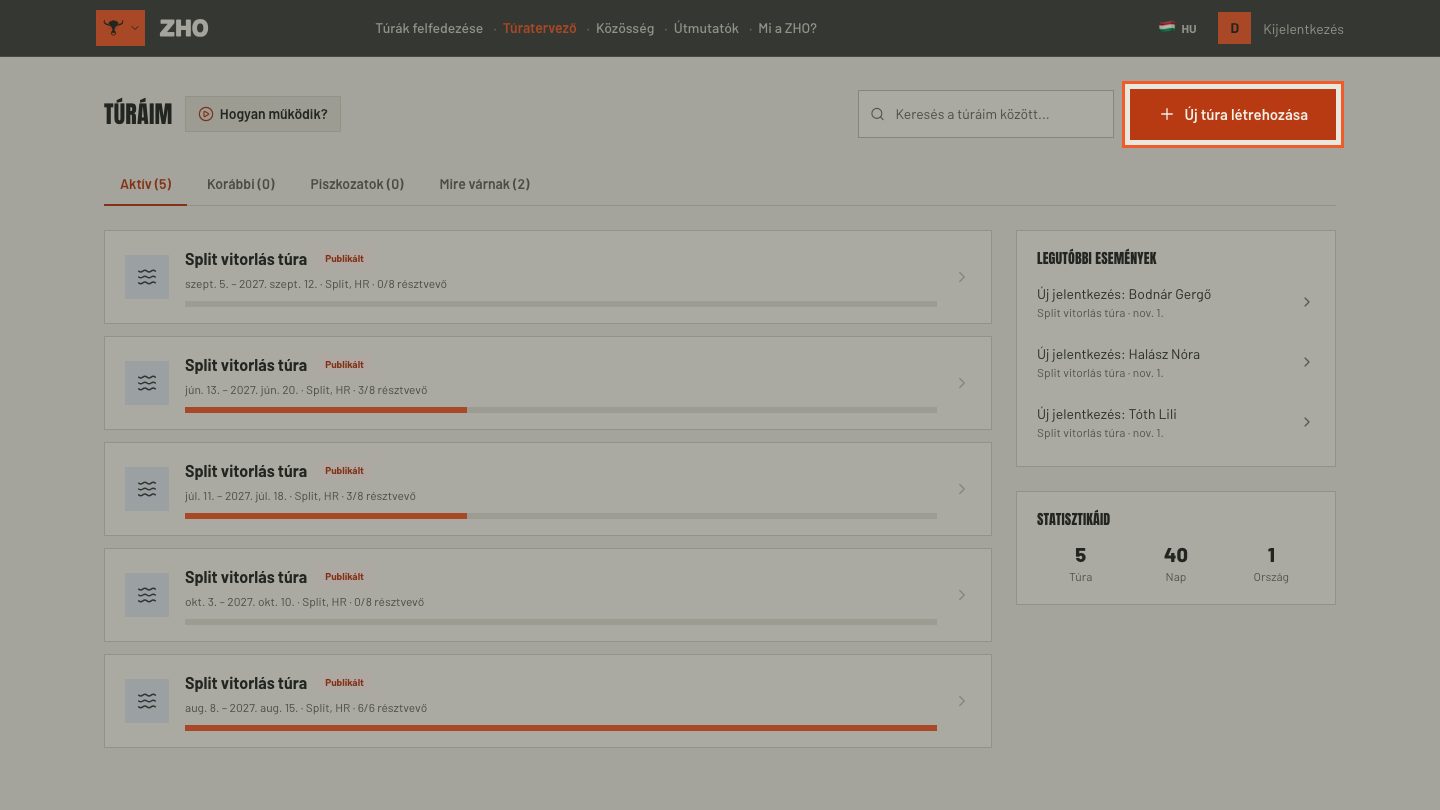 ZHO
Túrák felfedezése · Túratervező · Közösség · Útmutatók · Mi a ZHO?
HU
D
Kijelentkezés
TÚRÁIM
Hogyan működik?
Keresés a túráim között...
Új túra létrehozása
Aktív (5)
Korábbi (0)
Piszkozatok (0)
Mire várnak (2)
Split vitorlás túra
Publikált
szept. 5. – 2027. szept. 12. · Split, HR · 0/8 résztvevő
Split vitorlás túra
Publikált
jún. 13. – 2027. jún. 20. · Split, HR · 3/8 résztvevő
Split vitorlás túra
Publikált
júl. 11. – 2027. júl. 18. · Split, HR · 3/8 résztvevő
Split vitorlás túra
Publikált
okt. 3. – 2027. okt. 10. · Split, HR · 0/8 résztvevő
Split vitorlás túra
Publikált
aug. 8. – 2027. aug. 15. · Split, HR · 6/6 résztvevő
LEGUTÓBBI ESEMÉNYEK
Új jelentkezés: Bodnár Gergő
Split vitorlás túra · nov. 1.
Új jelentkezés: Halász Nóra
Split vitorlás túra · nov. 1.
Új jelentkezés: Tóth Lili
Split vitorlás túra · nov. 1.
STATISZTIKÁID
5
Túra
40
Nap
1
Ország